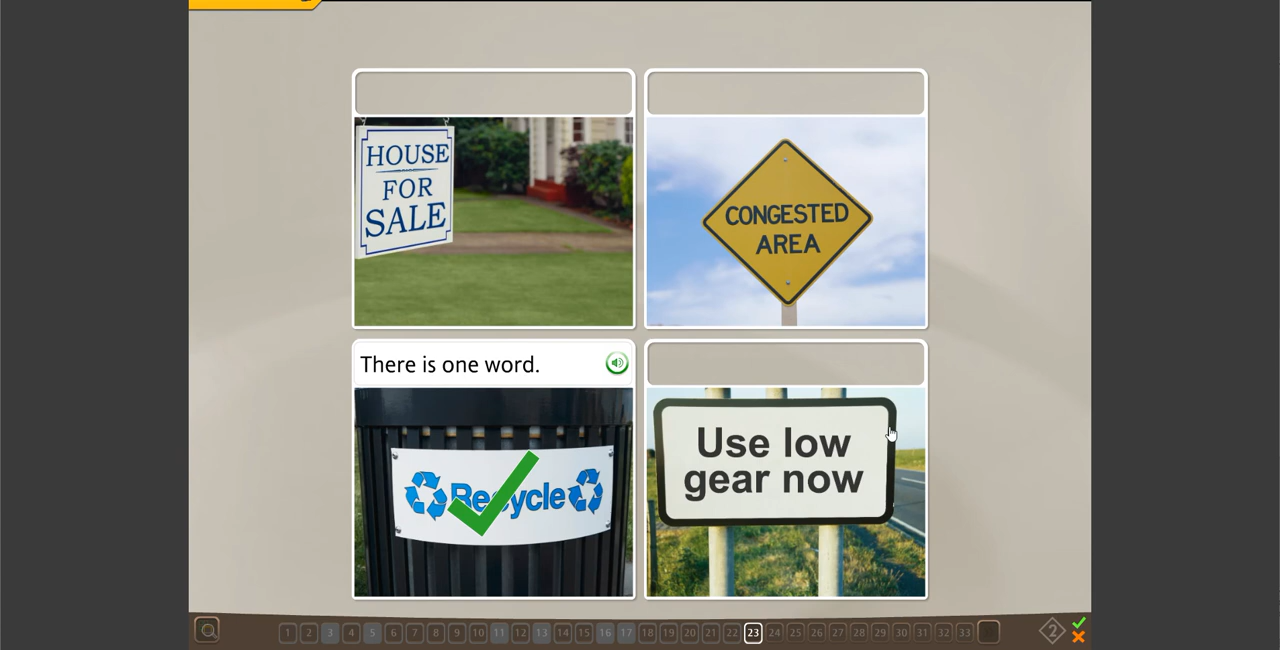 HOUSE
FOR
SALE
CONGESTED
AREA
There is one word.
Recycle
Use low
gear now
1 2 3 4 5 6 7 8 9 10 11 12 13 14 15 16 17 18 19 20 21 22 23 24 25 26 27 28 29 30 31 32 33
2